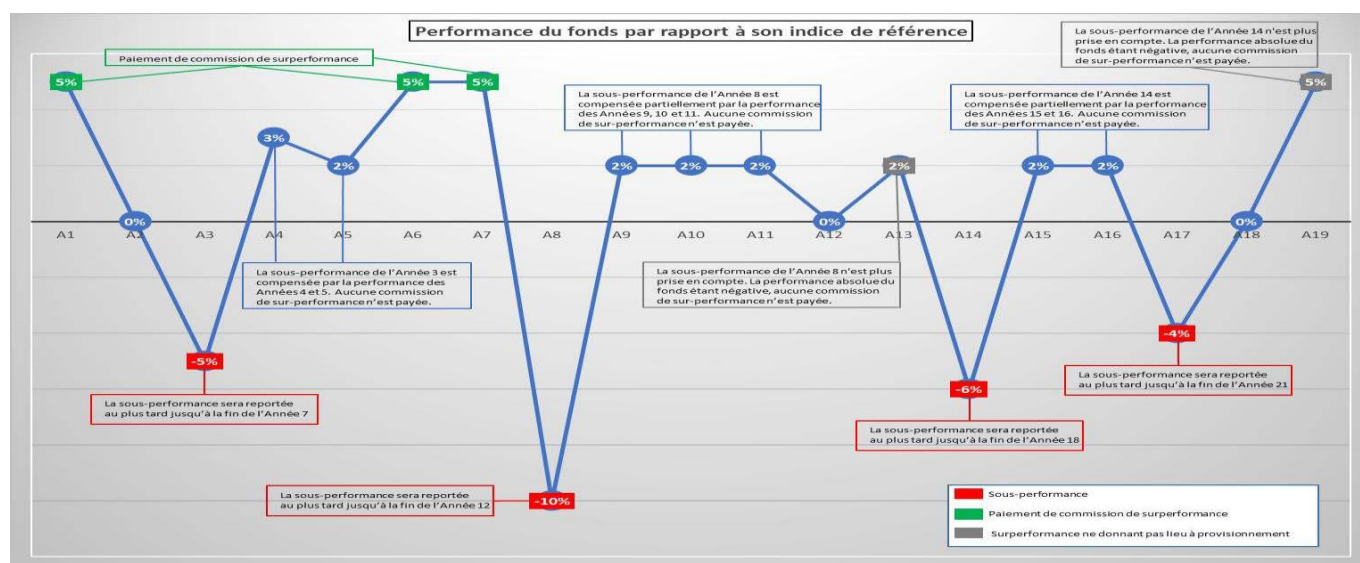 Performance du fonds par rapport à son indice de référence
La sous-performance de l'Année 14 n'est plus
prise en compte. La performance absolue du
fonds étant négative, aucune commission
de sur-performance n'est payée.
Paiement de commission de surperformance
5%
5%
5%
5%
La sous-performance de l'Année 8 est
compensée partiellement par la performance
des Années 9, 10 et 11. Aucune commission
de sur-performance n'est payée.
La sous-performance de l'Année 14 est
compensée partiellement par la performance
des Années 15 et 16. Aucune commission
de sur-performance n'est payée.
3%
2%
2%
2%
2%
2%
2%
2%
0%
0%
0%
A1
A2
A3
A4
A5
A6
A7
A8
A9
A10
A11
A12
A13
A14
A15
A16
A17
A18
A19
La sous-performance de l'Année 3 est
compensée par la performance des
Années 4 et 5. Aucune commission
de sur-performance n'est payée.
La sous-performance de l'Année 8 n'est plus
prise en compte. La performance absolue du
fonds étant négative, aucune commission
de sur-performance n'est payée.
-5%
-4%
La sous-performance sera reportée
au plus tard jusqu'à la fin de l'Année 7
-6%
La sous-performance sera reportée
au plus tard jusqu'à la fin de l'Année 21
La sous-performance sera reportée
au plus tard jusqu'à la fin de l'Année 18
La sous-performance sera reportée
au plus tard jusqu'à la fin de l'Année 12
-10%
Sous-performance
Paiement de commission de surperformance
Surperformance ne donnant pas lieu à provisionnement